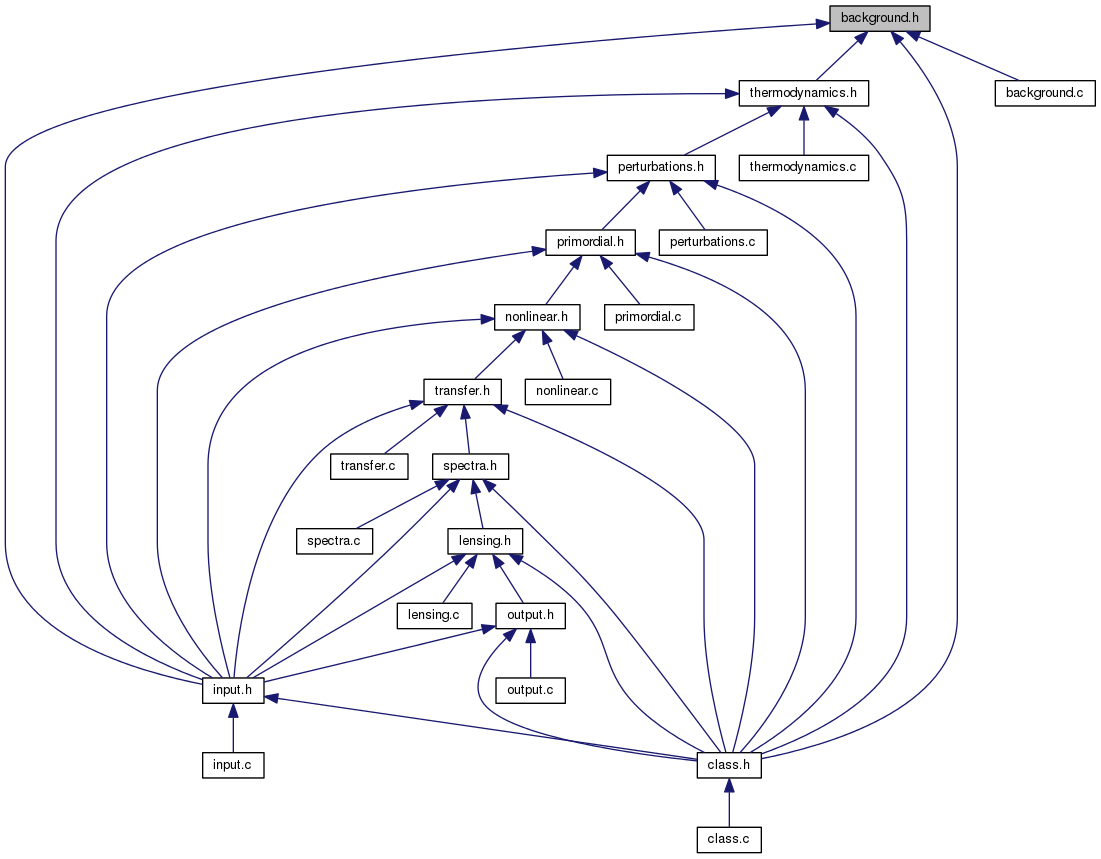 background.h
thermodynamics.h
background.c
perturbations.h
thermodynamics.c
primordial.h
perturbations.c
nonlinear.h
primordial.c
transfer.h
nonlinear.c
transfer.c
spectra.h
spectra.c
lensing.h
lensing.c
output.h
input.h
output.c
input.c
class.h
class.c